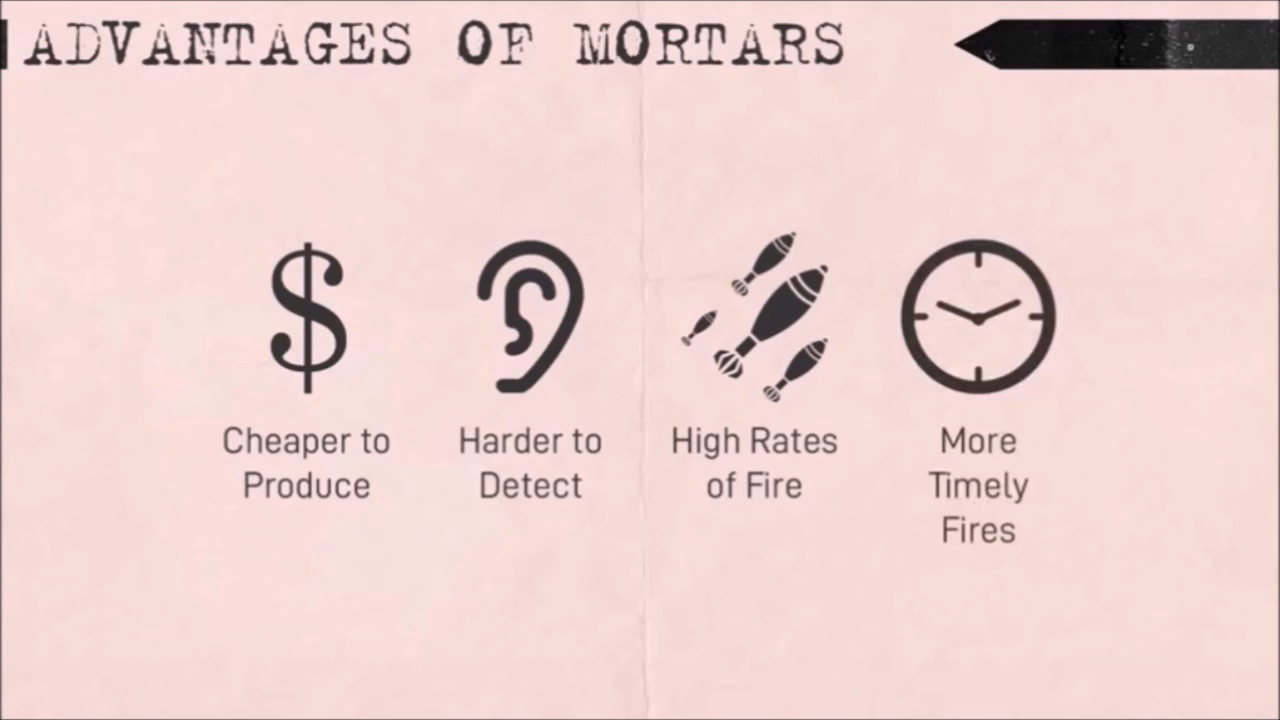 ADVANTAGES OF MORTARS
Cheaper to
Produce
Harder to
Detect
High Rates
of Fire
More
Timely
Fires